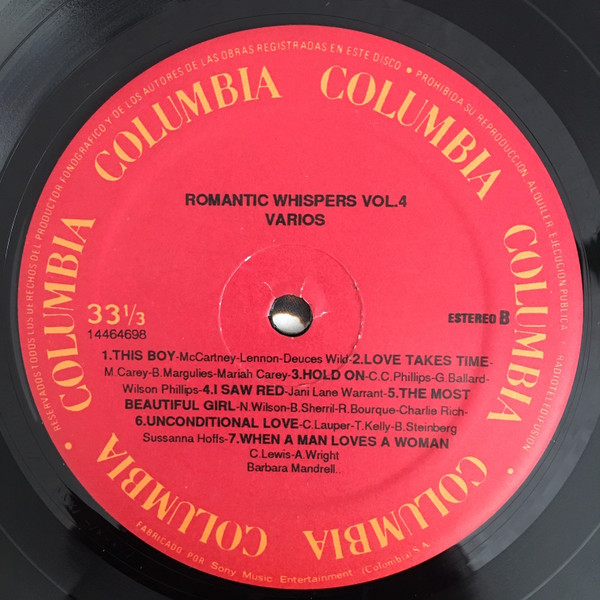 RESERVADOS TODOS LOS DERECHOS DEL PRODUCTOR FONOGRAFICO Y DE LOS AUTORES DE LAS OBRAS REGISTRADAS EN ESTE DISCO • PROHIBIDA SU REPRODUCCION ALQUILER EJECUCION PUBLICA Y RADIOTELEDIFUSION •
COLUMBIA COLUMBIA COLUMBIA COLUMBIA COLUMBIA COLUMBIA COLUMBIA COLUMBIA
ROMANTIC WHISPERS VOL.4
VARIOS
33 1/3
14464698
ESTEREO B
1.THIS BOY-McCartney-Lennon-Deuces Wild-2.LOVE TAKES TIME-
M.Carey-B.Margulies-Mariah Carey-3.HOLD ON-C.C.Phillips-G.Ballard-
Wilson Phillips-4.I SAW RED-Jani Lane Warrant-5.THE MOST
BEAUTIFUL GIRL-N.Wilson-B.Sherril-R.Bourque-Charlie Rich-
6.UNCONDITIONAL LOVE-C.Lauper-T.Kelly-B.Steinberg
Sussanna Hoffs-7.WHEN A MAN LOVES A WOMAN
C.Lewis-A.Wright
Barbara Mandrell..
FABRICADO POR Sony Music Entertainment (Colombia) S.A.